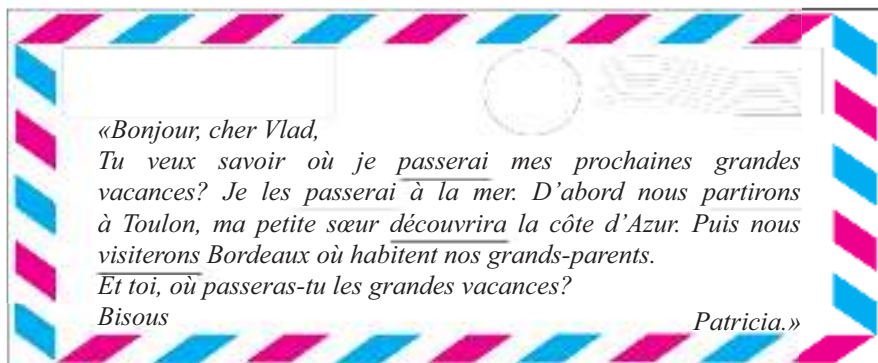 «Bonjour, cher Vlad,
Tu veux savoir où je passerai mes prochaines grandes
vacances? Je les passerai à la mer. D'abord nous partirons
à Toulon, ma petite sœur découvrira la côte d'Azur. Puis nous
visiterons Bordeaux où habitent nos grands-parents.
Et toi, où passeras-tu les grandes vacances?
Bisous
Patricia.»